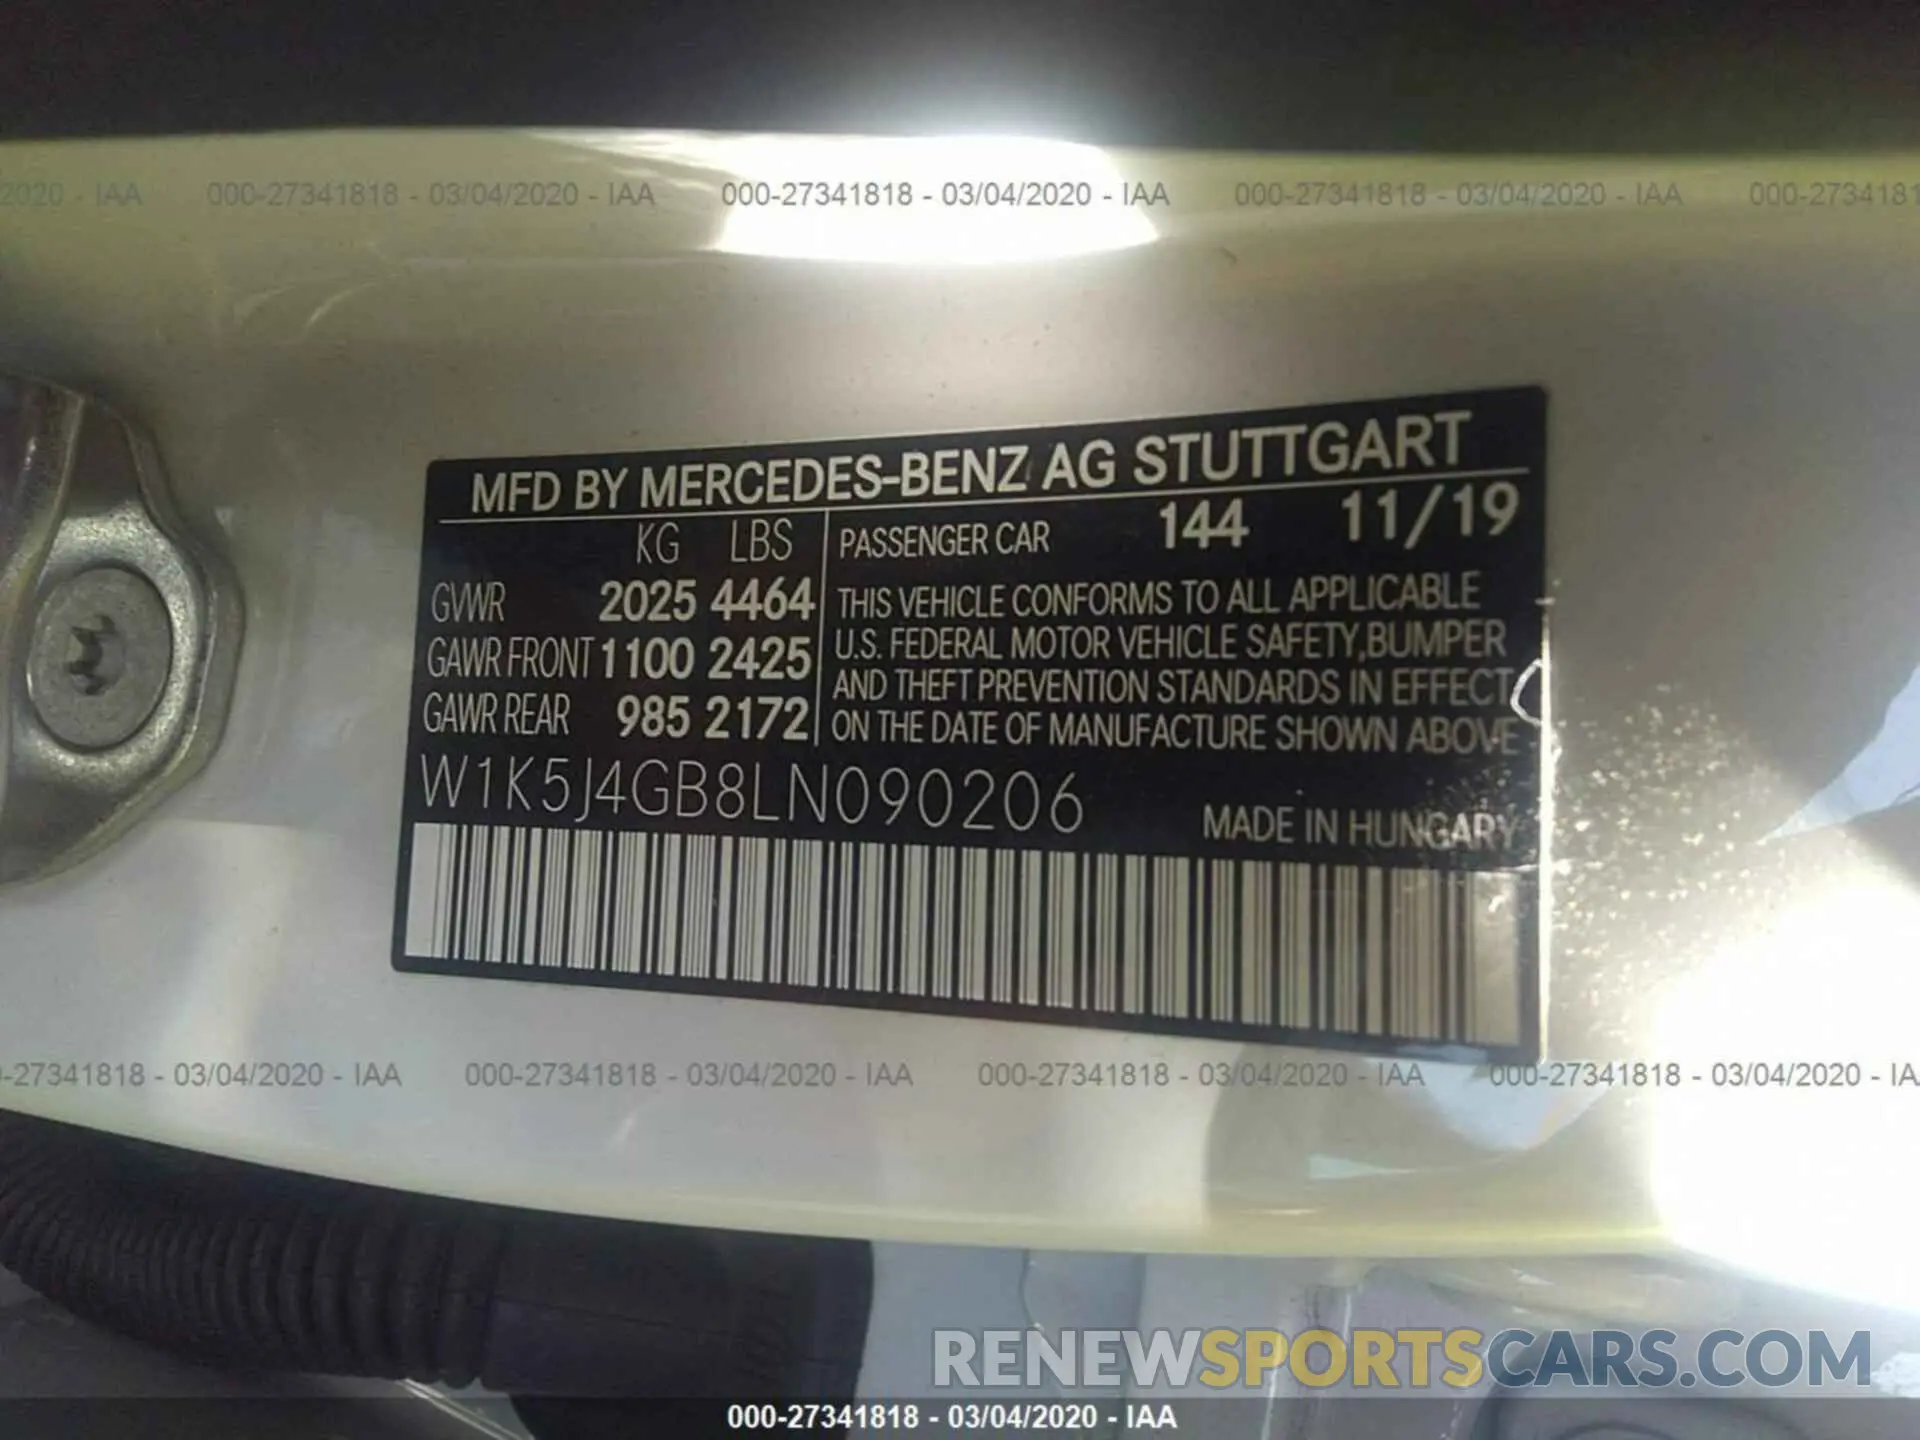 2020 - IAA 000-27341818 - 03/04/2020 - IAA 000-27341818 - 03/04/2020 - IAA 000-27341818 - 03/04/2020 - IAA 000-2734181
MFD BY MERCEDES-BENZ AG STUTTGART
KG LBS PASSENGER CAR 144 11/19
GVWR 2025 4464
GAWR FRONT 1100 2425
GAWR REAR 985 2172
THIS VEHICLE CONFORMS TO ALL APPLICABLE
U.S. FEDERAL MOTOR VEHICLE SAFETY,BUMPER
AND THEFT PREVENTION STANDARDS IN EFFECT
ON THE DATE OF MANUFACTURE SHOWN ABOVE
W1K5J4GB8LN090206
MADE IN HUNGARY
-27341818 - 03/04/2020 - IAA 000-27341818 - 03/04/2020 - IAA 000-27341818 - 03/04/2020 - IAA 000-27341818 - 03/04/2020 - IA
RENEWSPORTSCARS.COM
000-27341818 - 03/04/2020 - IAA